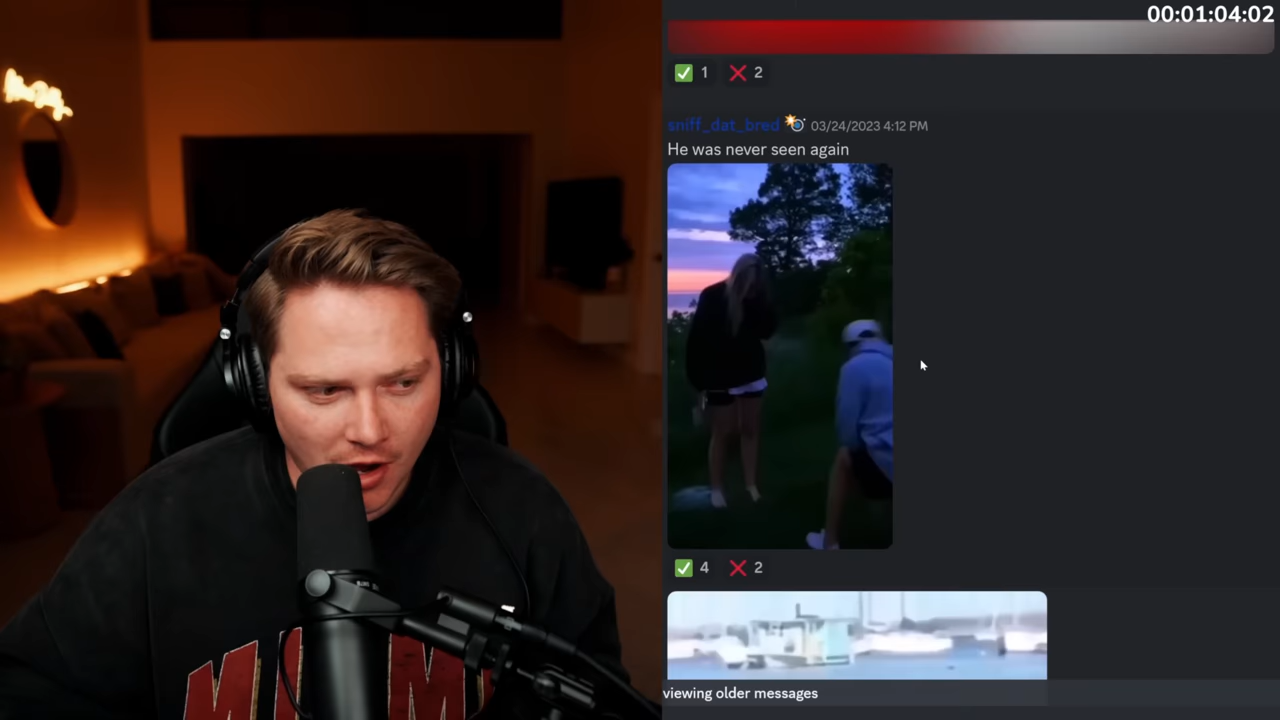 00:01:04:02
1 2
sniff_dat_bred 03/24/2023 4:12 PM
He was never seen again
4 2
viewing older messages